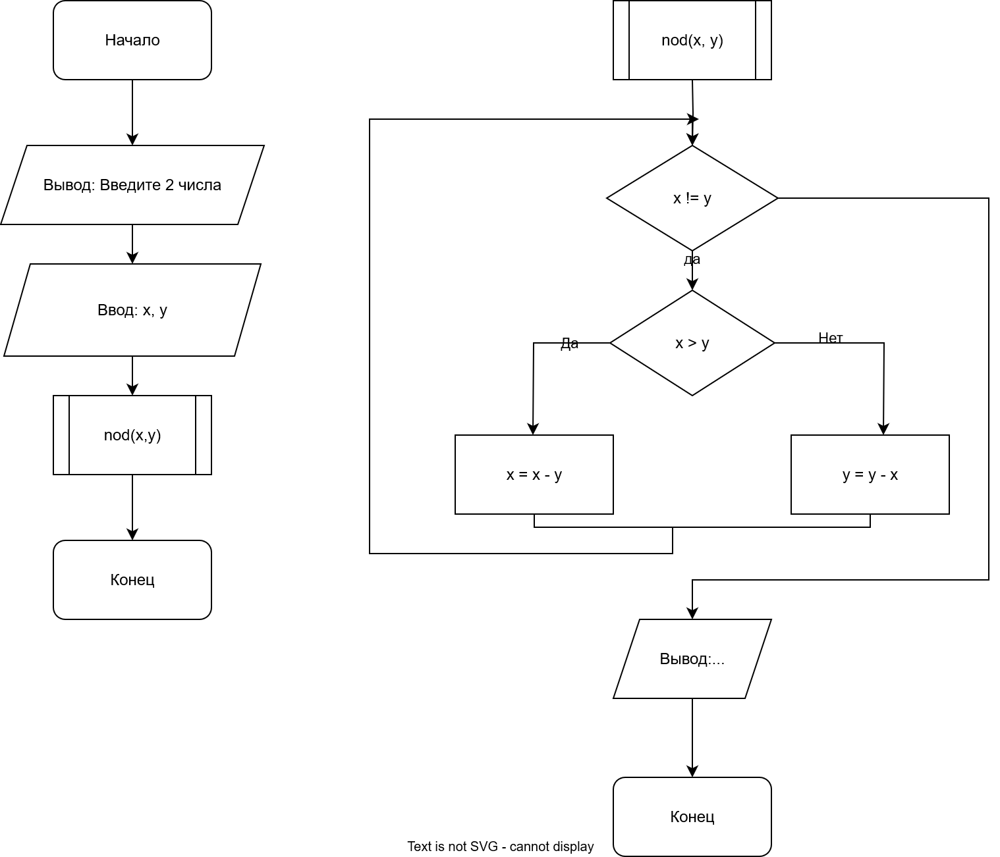 Начало
Вывод: Введите 2 числа
Ввод: x, y
nod(x,y)
Конец
nod(x, y)
x != y
да
x > y
Да
Нет
x = x - y
y = y - x
Вывод:...
Конец
Text is not SVG - cannot display